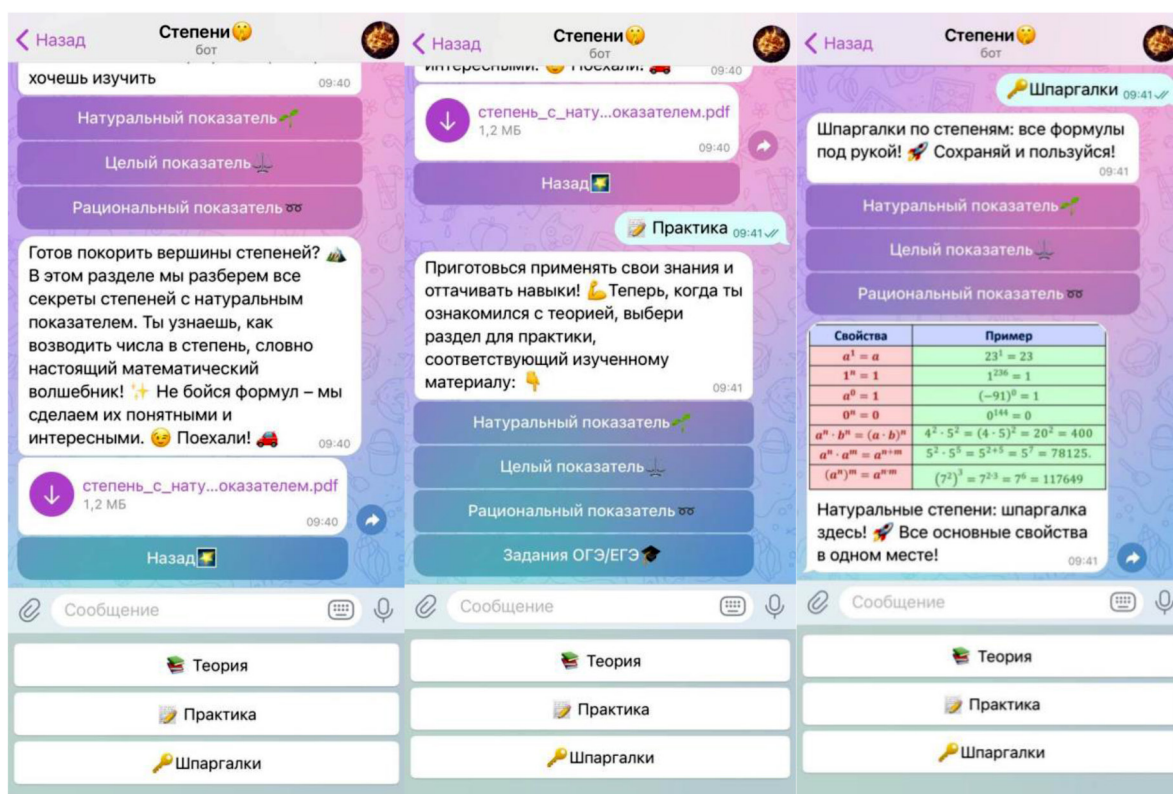 Назад
Степени🤫
бот
хочешь изучить
09:40
Натуральный показатель🌱
Целый показатель
Рациональный показатель➿
Готов покорить вершины степеней? 🏔️
В этом разделе мы разберем все
секреты степеней с натуральным
показателем. Ты узнаешь, как
возводить числа в степень, словно
настоящий математический
волшебник! ✨ Не бойся формул – мы
сделаем их понятными и
интересными. 😉 Поехали! 🚗
09:40
степень_с_нату...оказателем.pdf
1,2 МБ
09:40
Назад🌠
Сообщение
📚 Теория
📝 Практика
🔑Шпаргалки
Назад
Степени🤫
бот
интересными. 😉 Поехали! 🚗
09:40
степень_с_нату...оказателем.pdf
1,2 МБ
09:40
Назад🌠
📝 Практика 09:41
Приготовься применять свои знания и
оттачивать навыки! 💪Теперь, когда ты
ознакомился с теорией, выбери
раздел для практики,
соответствующий изученному
материалу: 👇
09:41
Натуральный показатель🌱
Целый показатель
Рациональный показатель➿
Задания ОГЭ/ЕГЭ🎓
Сообщение
📚 Теория
📝 Практика
🔑Шпаргалки
Назад
Степени🤫
бот
🔑Шпаргалки 09:41
Шпаргалки по степеням: все формулы
под рукой! 🚀 Сохраняй и пользуйся!
09:41
Натуральный показатель🌱
Целый показатель
Рациональный показатель➿
Свойства Пример
a¹ = a 23¹ = 23
1ⁿ = 1 1²³⁶ = 1
a⁰ = 1 (−91)⁰ = 1
0ⁿ = 0 0¹⁴⁴ = 0
aⁿ · bⁿ = (a · b)ⁿ 4² · 5² = (4 · 5)² = 20² = 400
aⁿ · aᵐ = aⁿ⁺ᵐ 5² · 5⁵ = 5²⁺⁵ = 5⁷ = 78125.
(aⁿ)ᵐ = aⁿ·ᵐ (7²)³ = 7²·³ = 7⁶ = 117649
Натуральные степени: шпаргалка
здесь! 🚀 Все основные свойства
в одном месте!
09:41
Сообщение
📚 Теория
📝 Практика
🔑Шпаргалки